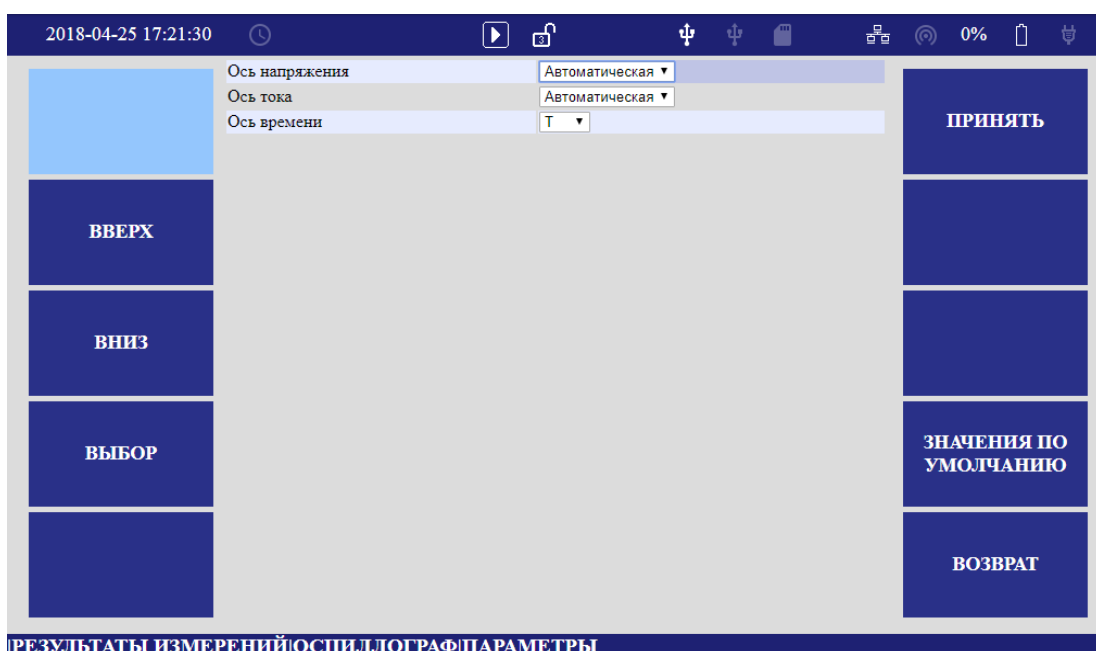 2018-04-25 17:21:30
3
0%
Ось напряжения Автоматическая
Ось тока Автоматическая
Ось времени T
ВВЕРХ
ВНИЗ
ВЫБОР
ПРИНЯТЬ
ЗНАЧЕНИЯ ПО
УМОЛЧАНИЮ
ВОЗВРАТ
|РЕЗУЛЬТАТЫ ИЗМЕРЕНИЙ|ОСЦИЛЛОГРАФ|ПАРАМЕТРЫ